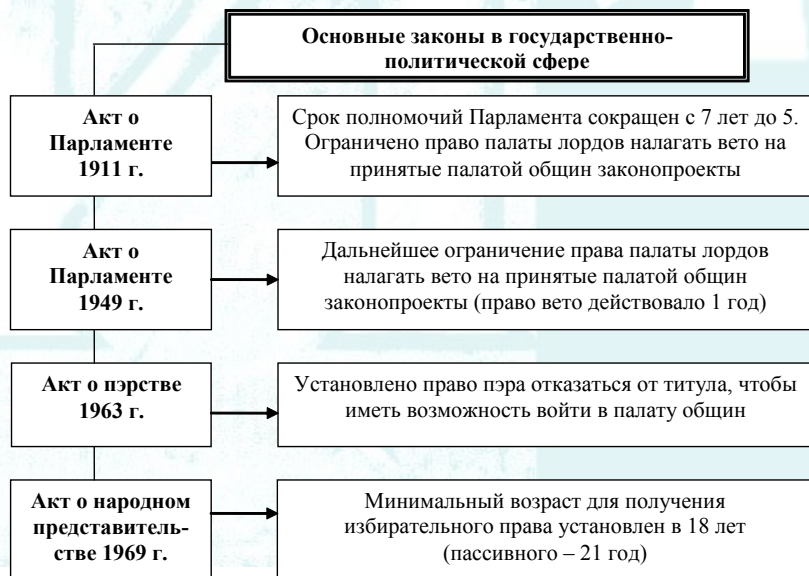 Основные законы в государственно-
политической сфере
Акт о
Парламенте
1911 г.
Срок полномочий Парламента сокращен с 7 лет до 5.
Ограничено право палаты лордов налагать вето на
принятые палатой общин законопроекты
Акт о
Парламенте
1949 г.
Дальнейшее ограничение права палаты лордов
налагать вето на принятые палатой общин
законопроекты (право вето действовало 1 год)
Акт о пэрстве
1963 г.
Установлено право пэра отказаться от титула, чтобы
иметь возможность войти в палату общин
Акт о народном
представитель-
стве 1969 г.
Минимальный возраст для получения
избирательного права установлен в 18 лет
(пассивного – 21 год)